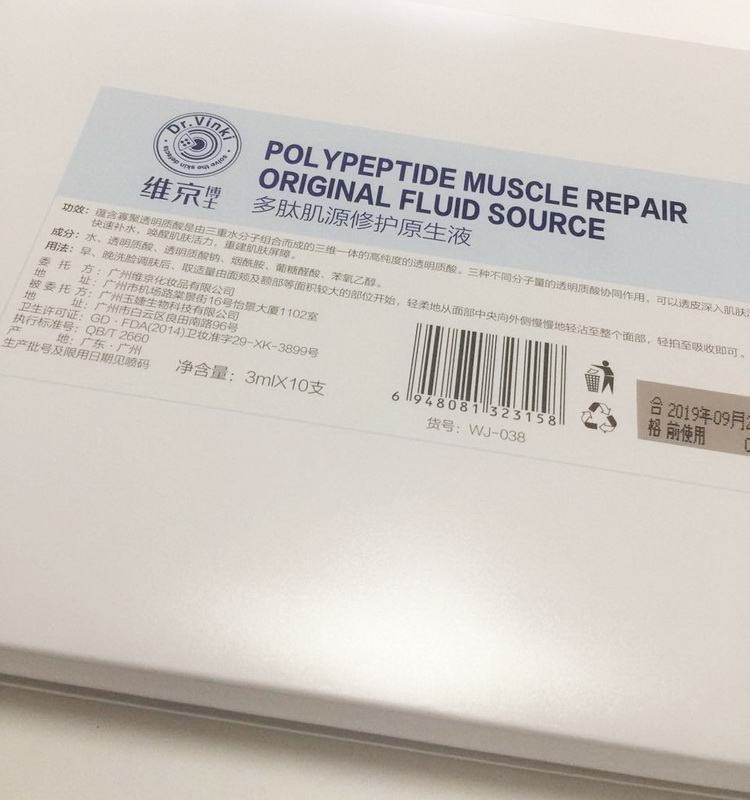 Dr.Vinki
solve the skin defects
维京博士
POLYPEPTIDE MUSCLE REPAIR
ORIGINAL FLUID SOURCE
多肽肌源修护原生液
功效：蕴含寡聚透明质酸是由三重水分子组合而成的三维一体的高纯度的透明质酸。三种不同分子量的透明质酸协同作用，可以透皮深入肌肤
快速补水，唤醒肌肤活力，重建肌肤屏障。
成分：水、透明质酸、透明质酸钠、烟酰胺、葡糖醛酸、苯氧乙醇。
用法：早、晚洗脸调肤后、取适量由面颊及额部等面积较大的部位开始，轻柔地从面部中央向外侧慢慢地轻沾至整个面部，轻拍至吸收即可。
委托方：广州维京化妆品有限公司
地址：广州市机场路棠景街16号怡景大厦1102室
被委托方：广州玉婕生物科技有限公司
地址：广州市白云区良田南路96号
卫生许可证：GD·FDA(2014)卫妆准字29-XK-3899号
执行标准号：QB/T 2660
产地：广东·广州
生产批号及限用日期见喷码
净含量：3mlX10支
6 948081 323158
货号：WJ-038
合格 2019年09月2
前使用